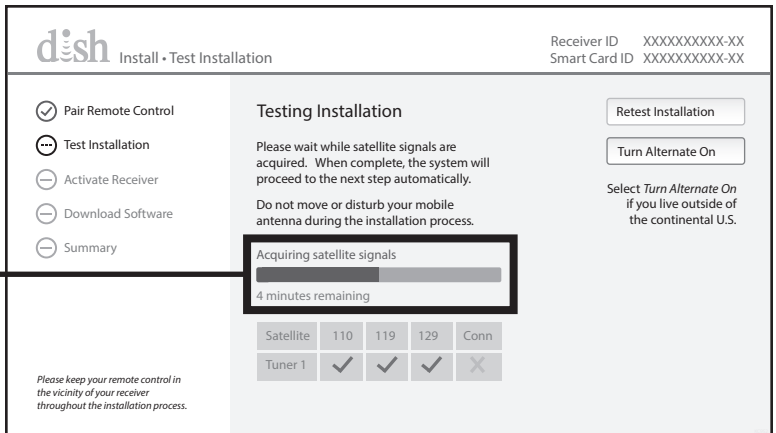 dish Install • Test Installation
Receiver ID XXXXXXXXXX-XX
Smart Card ID XXXXXXXXXX-XX
Pair Remote Control
Test Installation
Activate Receiver
Download Software
Summary
Please keep your remote control in
the vicinity of your receiver
throughout the installation process.
Testing Installation
Please wait while satellite signals are
acquired. When complete, the system will
proceed to the next step automatically.
Do not move or disturb your mobile
antenna during the installation process.
Acquiring satellite signals
4 minutes remaining
Satellite 110 119 129 Conn
Tuner 1 ✓ ✓ ✓ X
Retest Installation
Turn Alternate On
Select Turn Alternate On
if you live outside of
the continental U.S.